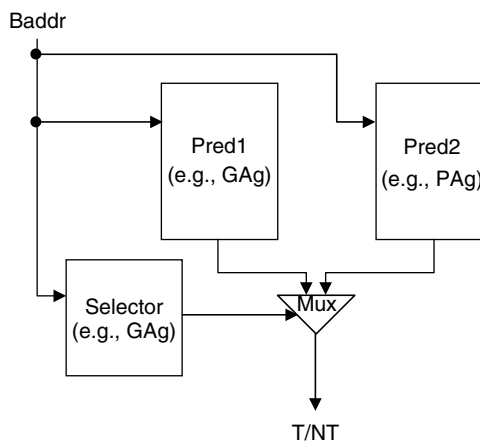 Baddr
Pred1
(e.g., GAg)
Pred2
(e.g., PAg)
Selector
(e.g., GAg)
Mux
T/NT